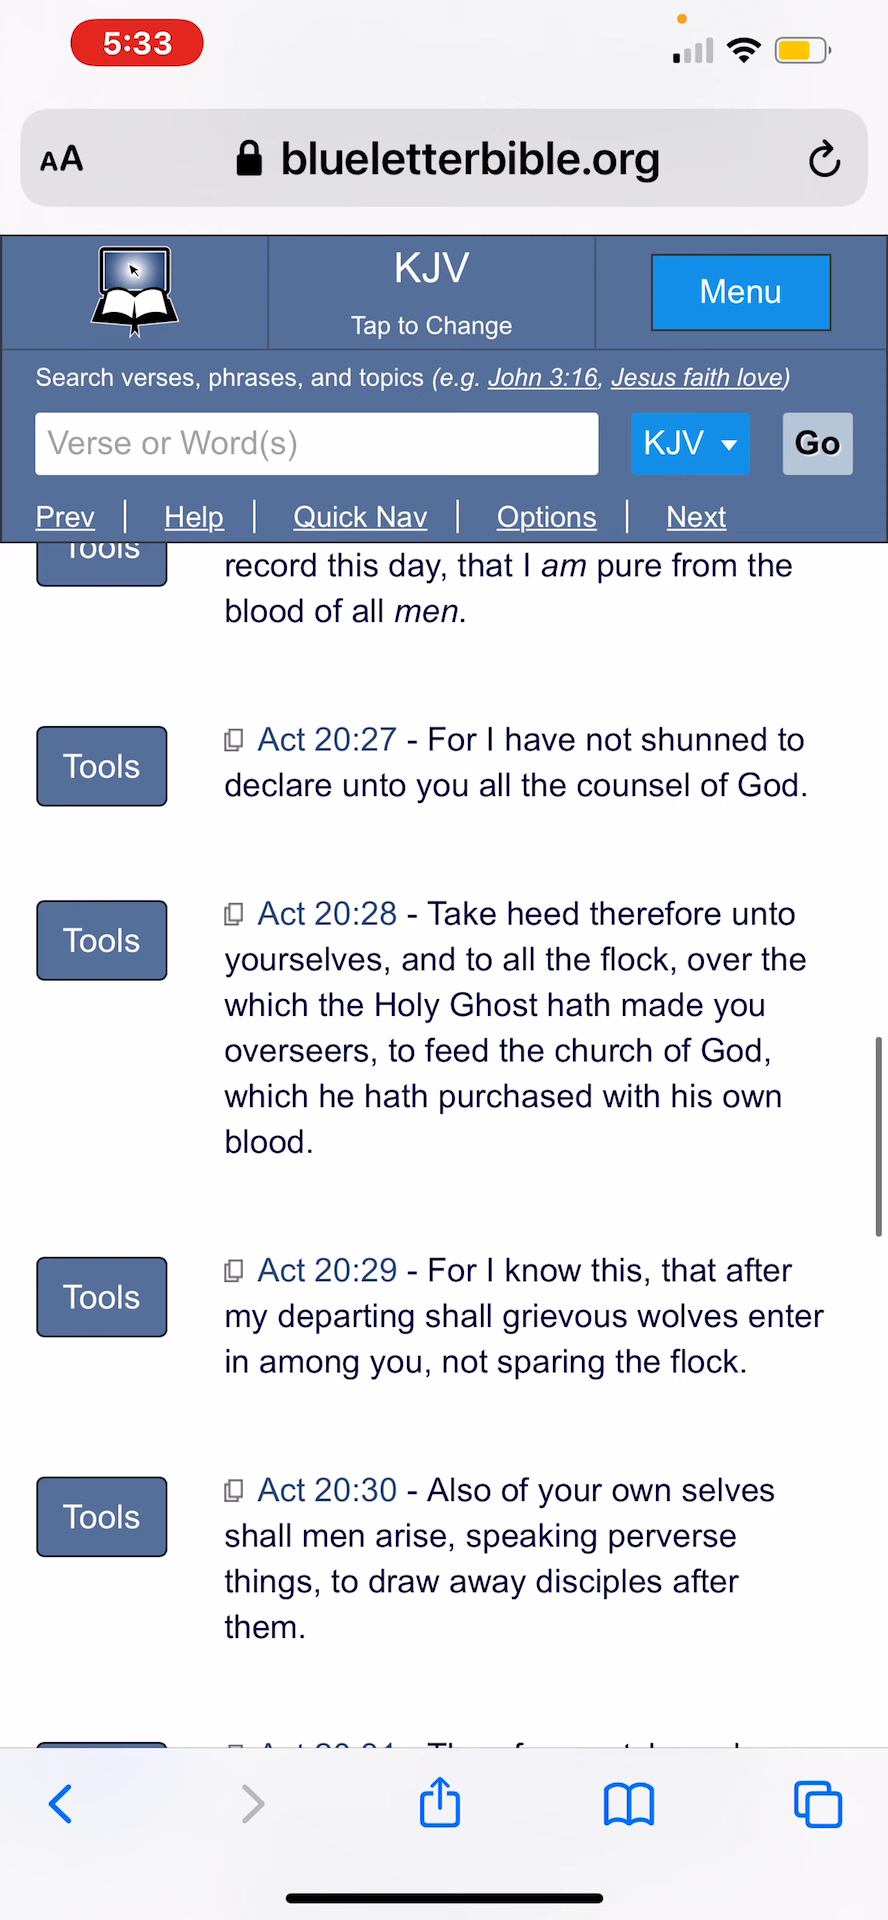 5:33
AA blueletterbible.org
KJV
Tap to Change
Menu
Search verses, phrases, and topics (e.g. John 3:16, Jesus faith love)
Verse or Word(s)
KJV
Go
Prev | Help | Quick Nav | Options | Next
Tools
record this day, that I am pure from the
blood of all men.
Tools
Act 20:27 - For I have not shunned to
declare unto you all the counsel of God.
Tools
Act 20:28 - Take heed therefore unto
yourselves, and to all the flock, over the
which the Holy Ghost hath made you
overseers, to feed the church of God,
which he hath purchased with his own
blood.
Tools
Act 20:29 - For I know this, that after
my departing shall grievous wolves enter
in among you, not sparing the flock.
Tools
Act 20:30 - Also of your own selves
shall men arise, speaking perverse
things, to draw away disciples after
them.